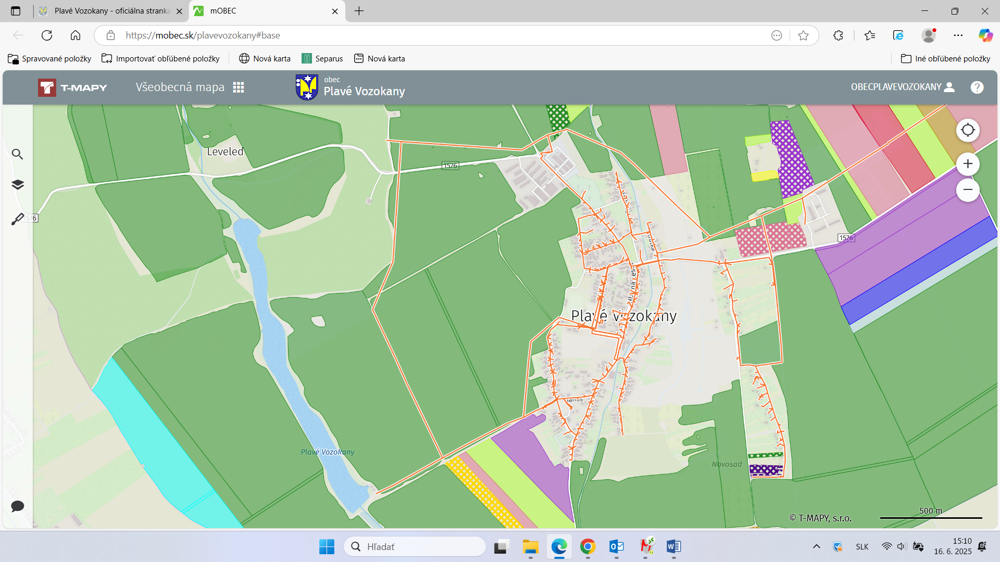 Plavé Vozokany - oficiálna stranka
mOBEC
https://mobec.sk/plavevozokany#base
Spravované položky
Importovať obľúbené položky
Nová karta
Separus
Nová karta
Iné obľúbené položky
T-MAPY
Všeobecná mapa
obec
Plavé Vozokany
OBECPLAVEVOZOKANY
?
Leveleď
1576
1576
1576
Plavé Vozokany
Plavé Vozokany
Novosad
© T-MAPY, s.r.o.
500 m
Hľadať
SLK
15:10
16. 6. 2025